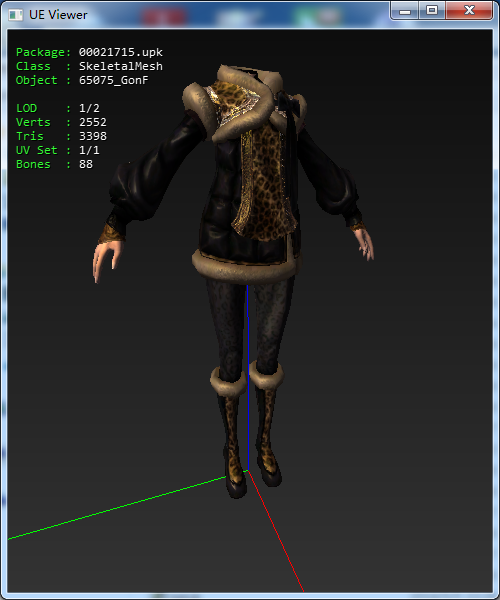 UE Viewer
Package: 00021715.upk
Class : SkeletalMesh
Object : 65075_GonF
LOD : 1/2
Verts : 2552
Tris : 3398
UV Set : 1/1
Bones : 88